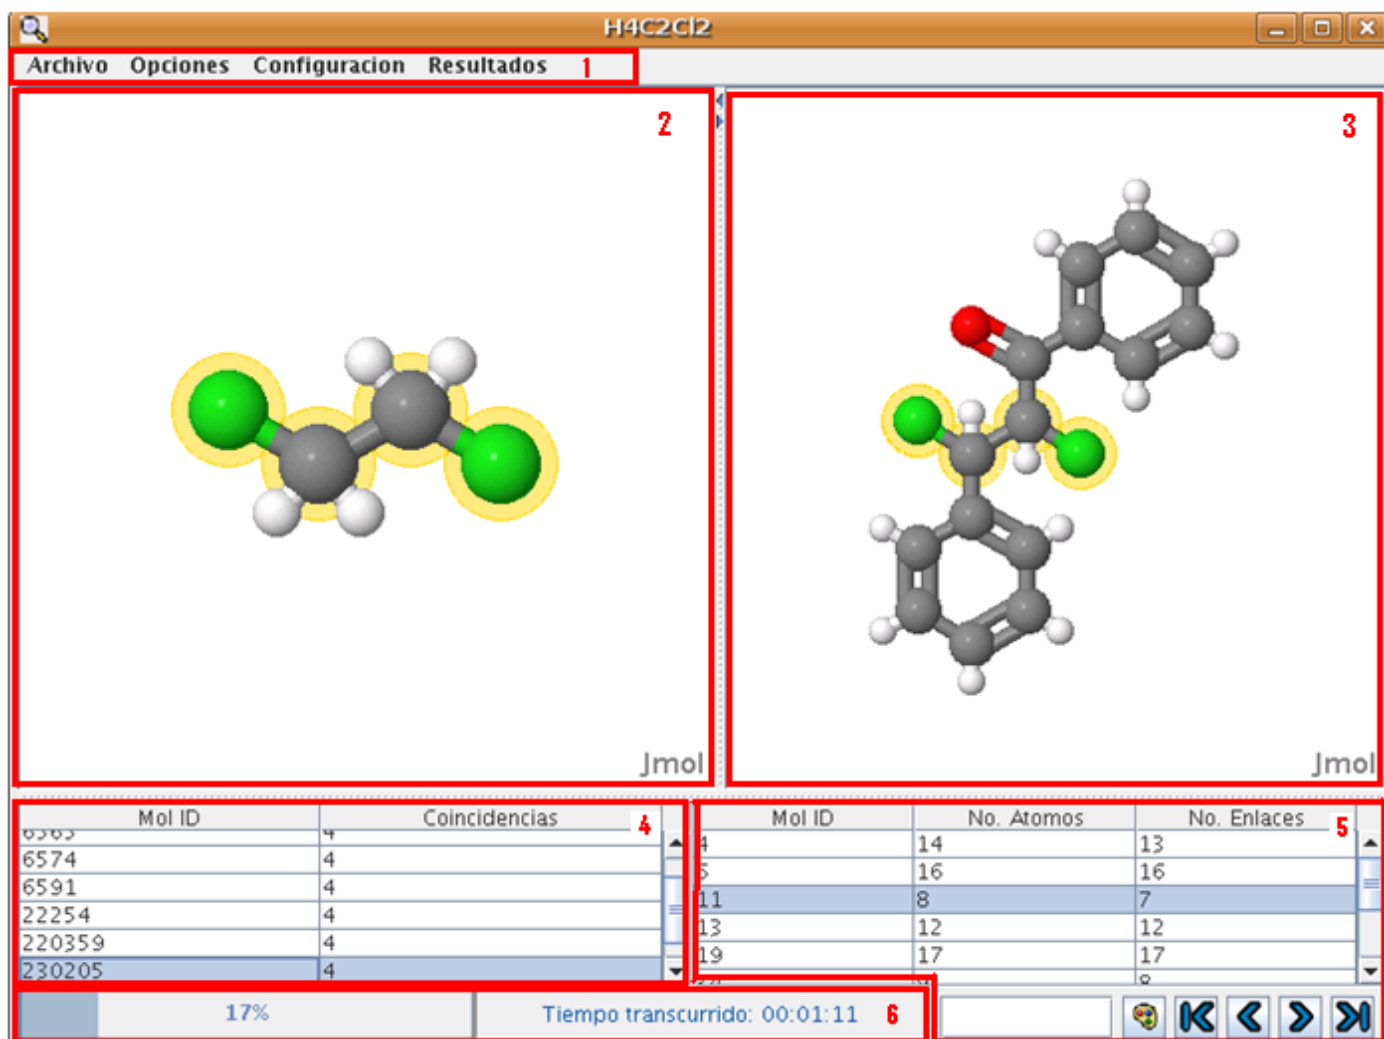 H4C2Cl2
Archivo Opciones Configuracion Resultados 1
2
3
Jmol
Jmol
Mol ID Coincidencias 4
6574 4
6591 4
22254 4
220359 4
230205 4
Mol ID No. Atomos No. Enlaces 5
4 14 13
16 16
11 8 7
13 12 12
19 17 17
17% Tiempo transcurrido: 00:01:11 6